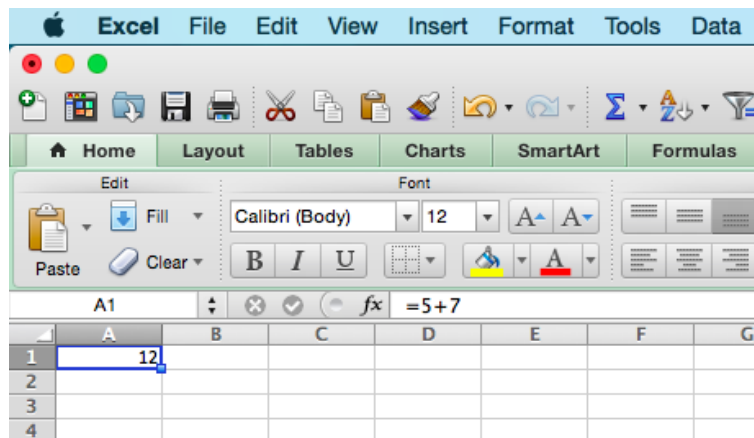 Excel File Edit View Insert Format Tools Data
Home Layout Tables Charts SmartArt Formulas
Edit Font
Fill Calibri (Body) 12 A A
Paste Clear B I U A
A1 fx =5+7
A B C D E F G
1 12
2
3
4